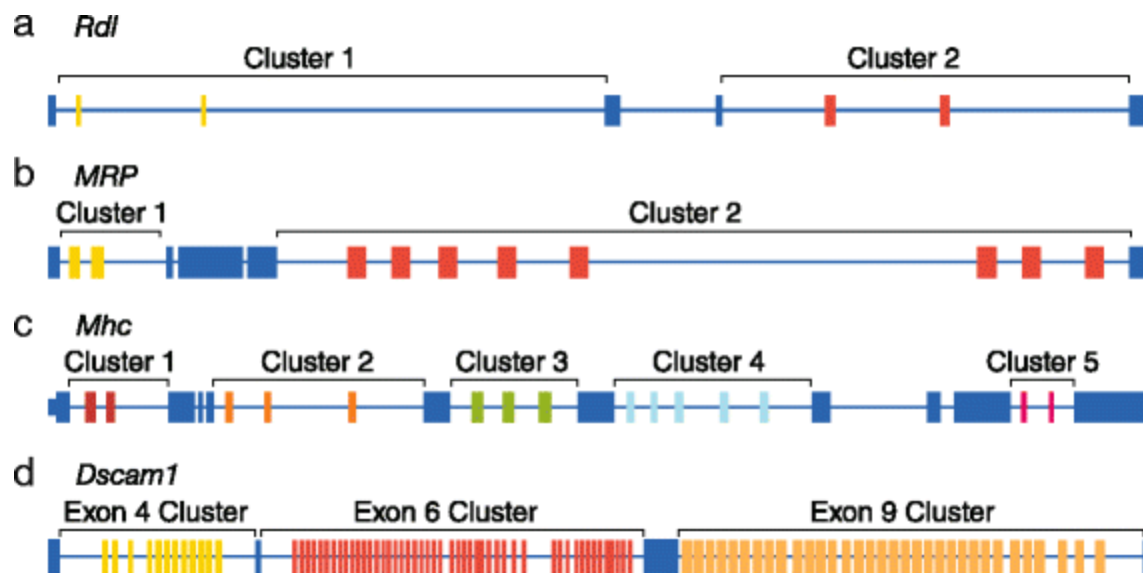 a Rdl
Cluster 1 Cluster 2
b MRP
Cluster 1 Cluster 2
c Mhc
Cluster 1 Cluster 2 Cluster 3 Cluster 4 Cluster 5
d Dscam1
Exon 4 Cluster Exon 6 Cluster Exon 9 Cluster